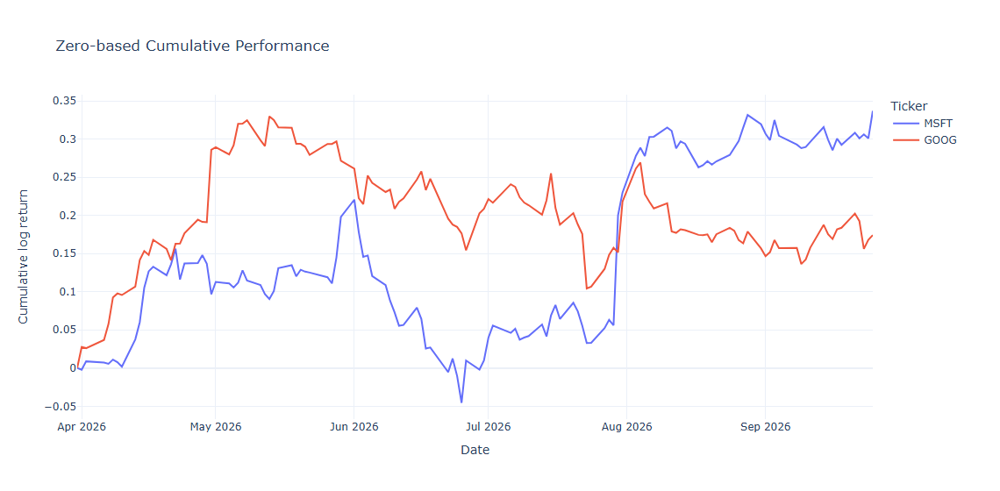 Zero-based Cumulative Performance
Ticker
MSFT
GOOG
Cumulative log return
0.35
0.3
0.25
0.2
0.15
0.1
0.05
0
−0.05
Apr 2026
May 2026
Jun 2026
Jul 2026
Aug 2026
Sep 2026
Date